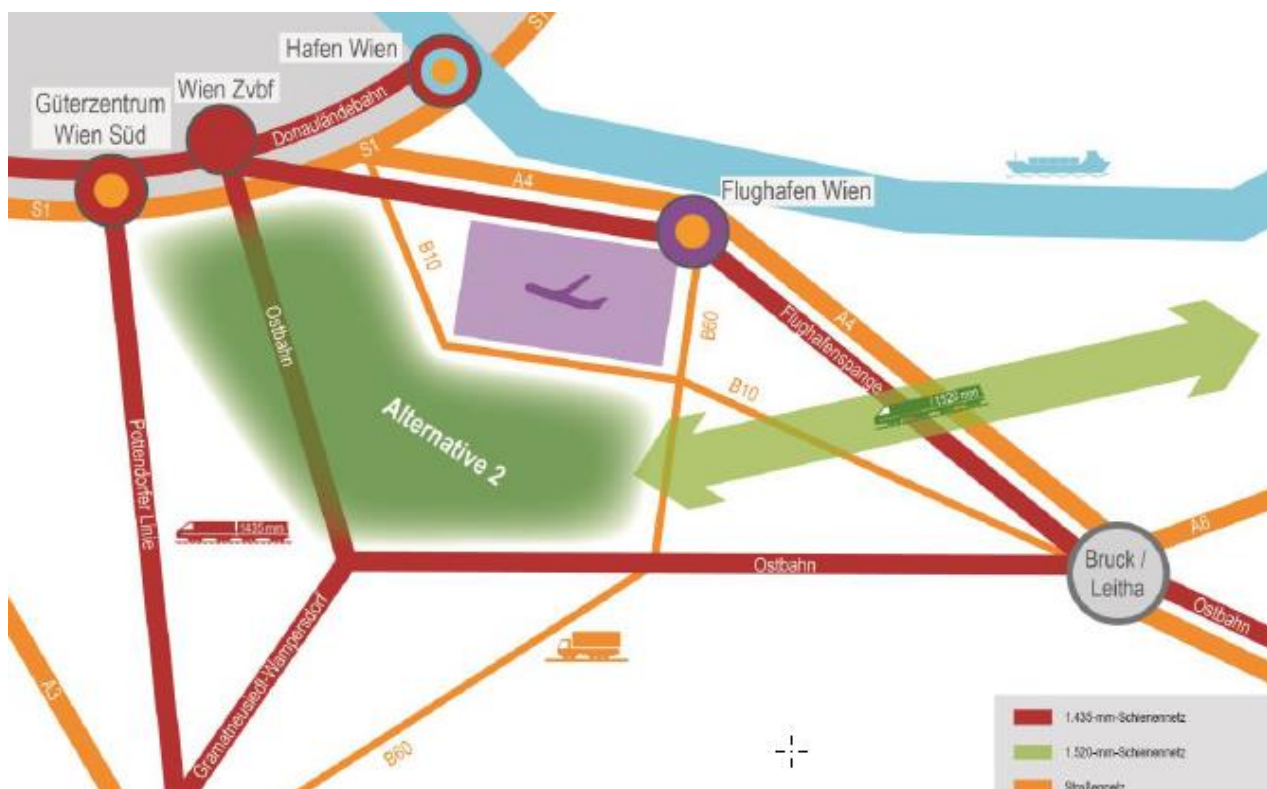 S1
Hafen Wien
Wien Zvbf
Güterzentrum
Wien Süd
Donauländebahn
S1
S1
A4
Flughafen Wien
B10
B60
Ostbahn
Flughafenspange
A4
B10
1520 mm
Alternative 2
Pottendorfer Linie
1435 mm
Ostbahn
Bruck /
Leitha
A6
Ostbahn
Gramatneusiedl-Wampersdorf
A3
B60
1.435-mm-Schienennetz
1.520-mm-Schienennetz
Straßennetz